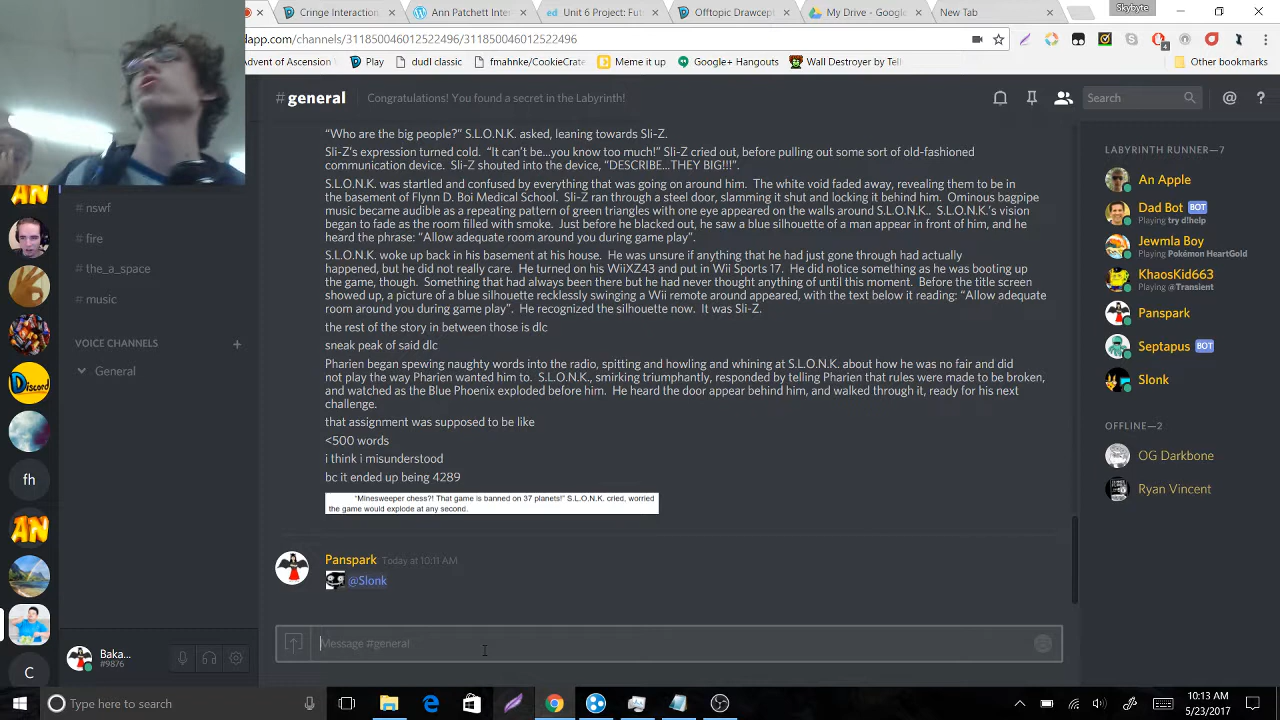 Cringe Interac
Ann Patchett Inter
Unit 6 Project: Fut
Offtopic Drawcept
My Drive - Google
New Tab
Skybyte
dapp.com/channels/311850046012522496/311850046012522496
4
Advent of Ascension
Play
dudl classic
fmahnke/CookieCrate
Meme it up
Google+ Hangouts
Wall Destroyer by Tell
Other bookmarks
#general
Congratulations! You found a secret in the Labyrinth!
Search
“Who are the big people?” S.L.O.N.K. asked, leaning towards Sli-Z.
Sli-Z's expression turned cold. “It can't be...you know too much!” Sli-Z cried out, before pulling out some sort of old-fashioned
communication device. Sli-Z shouted into the device, “DESCRIBE...THEY BIG!!!”.
S.L.O.N.K. was startled and confused by everything that was going on around him. The white void faded away, revealing them to be in
the basement of Flynn D. Boi Medical School. Sli-Z ran through a steel door, slamming it shut and locking it behind him. Ominous bagpipe
music became audible as a repeating pattern of green triangles with one eye appeared on the walls around S.L.O.N.K.. S.L.O.N.K.'s vision
began to fade as the room filled with smoke. Just before he blacked out, he saw a blue silhouette of a man appear in front of him, and he
heard the phrase: “Allow adequate room around you during game play”.
S.L.O.N.K. woke up back in his basement at his house. He was unsure if anything that he had just gone through had actually
happened, but he did not really care. He turned on his WiiXZ43 and put in Wii Sports 17. He did notice something as he was booting up
the game, though. Something that had always been there but he had never thought anything of until this moment. Before the title screen
showed up, a picture of a blue silhouette recklessly swinging a Wii remote around appeared, with the text below it reading: “Allow adequate
room around you during game play”. He recognized the silhouette now. It was Sli-Z.
the rest of the story in between those is dlc
sneak peak of said dlc
Pharien began spewing naughty words into the radio, spitting and howling and whining at S.L.O.N.K. about how he was no fair and did
not play the way Pharien wanted him to. S.L.O.N.K., smirking triumphantly, responded by telling Pharien that rules were made to be broken,
and watched as the Blue Phoenix exploded before him. He heard the door appear behind him, and walked through it, ready for his next
challenge.
that assignment was supposed to be like
<500 words
i think i misunderstood
bc it ended up being 4289
“Minesweeper chess?! That game is banned on 37 planets!” S.L.O.N.K. cried, worried
the game would explode at any second.
Panspark Today at 10:11 AM
@Slonk
Message #general
AN
# nswf
# fire
# the_a_space
# music
VOICE CHANNELS
General
Discord
fh
AN
C
Baka...
#9876
LABYRINTH RUNNER—7
An Apple
Dad Bot BOT
Playing try d!help
Jewmla Boy
Playing Pokémon HeartGold
KhaosKid663
Playing @Transient
Panspark
Septapus BOT
Slonk
OFFLINE—2
OG Darkbone
Ryan Vincent
Type here to search
10:13 AM
5/23/2017